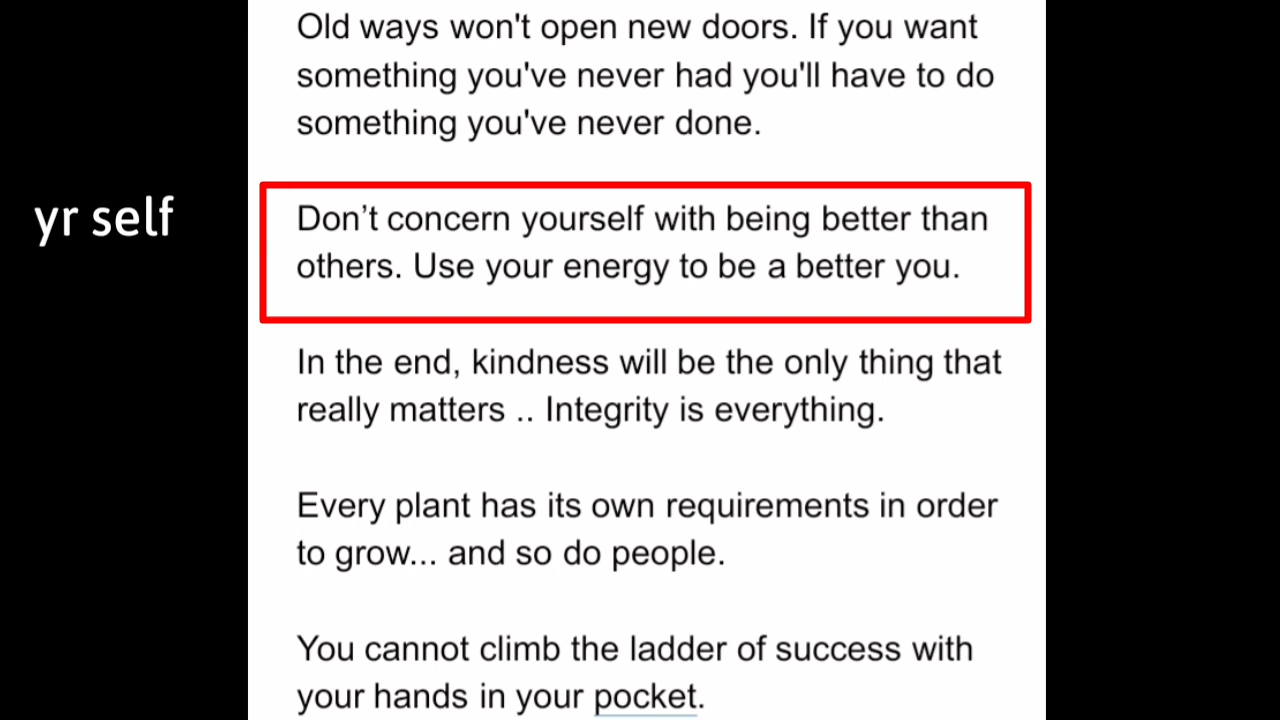 Old ways won't open new doors. If you want
something you've never had you'll have to do
something you've never done.
yr self
Don’t concern yourself with being better than
others. Use your energy to be a better you.
In the end, kindness will be the only thing that
really matters .. Integrity is everything.
Every plant has its own requirements in order
to grow... and so do people.
You cannot climb the ladder of success with
your hands in your pocket.